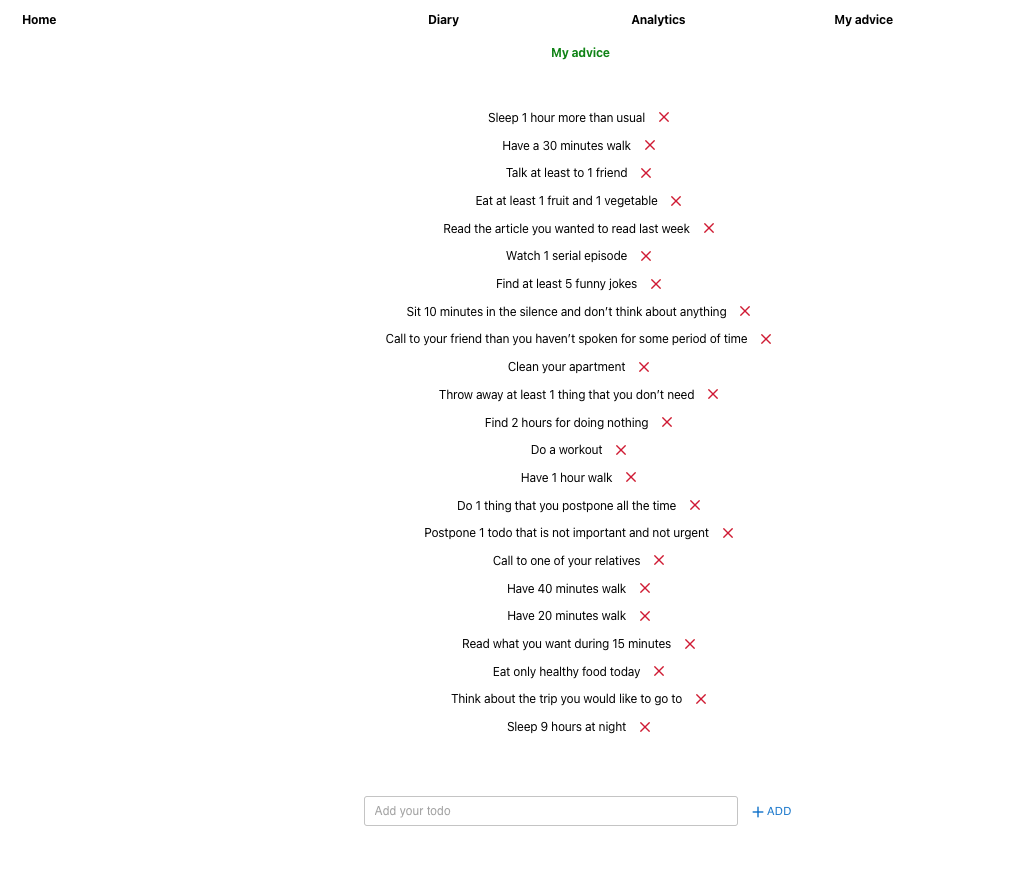 Home Diary Analytics My advice
My advice
Sleep 1 hour more than usual
Have a 30 minutes walk
Talk at least to 1 friend
Eat at least 1 fruit and 1 vegetable
Read the article you wanted to read last week
Watch 1 serial episode
Find at least 5 funny jokes
Sit 10 minutes in the silence and don't think about anything
Call to your friend than you haven't spoken for some period of time
Clean your apartment
Throw away at least 1 thing that you don't need
Find 2 hours for doing nothing
Do a workout
Have 1 hour walk
Do 1 thing that you postpone all the time
Postpone 1 todo that is not important and not urgent
Call to one of your relatives
Have 40 minutes walk
Have 20 minutes walk
Read what you want during 15 minutes
Eat only healthy food today
Think about the trip you would like to go to
Sleep 9 hours at night
Add your todo + ADD